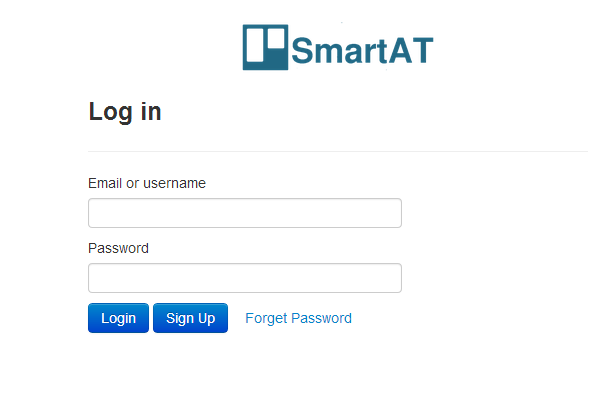 SmartAT
Log in
Email or username
Password
Login Sign Up Forget Password